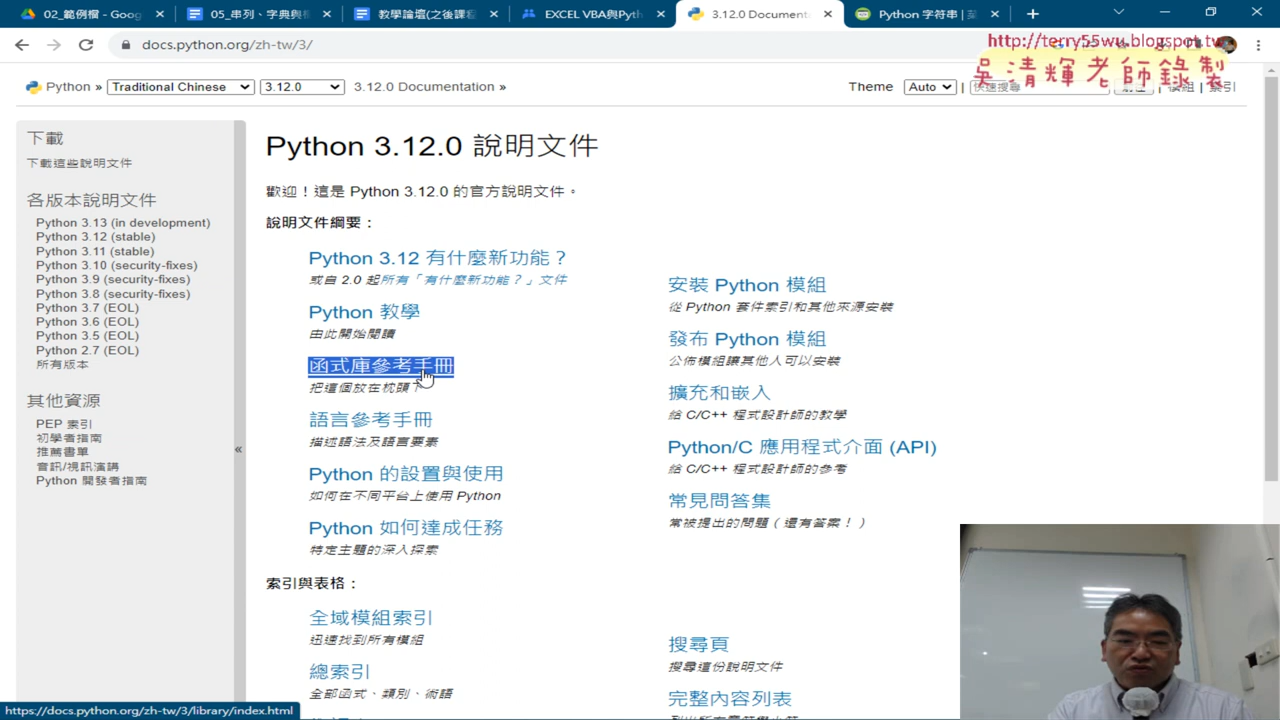 02_範例檔 - Goog
05_串列、字典與
教學論壇(之後課程
EXCEL VBA與Pyth
3.12.0 Document
Python 字符串 | 菜
docs.python.org/zh-tw/3/
http://terry55wu.blogspot.tw
吳清輝老師錄製
Python »
Traditional Chinese
3.12.0
3.12.0 Documentation »
Theme
Auto
|
快速搜尋
| 模組 | 索引
下載
下載這些說明文件
各版本說明文件
Python 3.13 (in development)
Python 3.12 (stable)
Python 3.11 (stable)
Python 3.10 (security-fixes)
Python 3.9 (security-fixes)
Python 3.8 (security-fixes)
Python 3.7 (EOL)
Python 3.6 (EOL)
Python 3.5 (EOL)
Python 2.7 (EOL)
所有版本
其他資源
PEP 索引
初學者指南
推薦書單
音訊/視訊演講
Python 開發者指南
«
Python 3.12.0 說明文件
歡迎！這是 Python 3.12.0 的官方說明文件。
說明文件綱要：
Python 3.12 有什麼新功能？
或自 2.0 起所有「有什麼新功能？」文件
Python 教學
由此開始閱讀
函式庫參考手冊
把這個放在枕頭下
語言參考手冊
描述語法及語言要素
Python 的設置與使用
如何在不同平台上使用 Python
Python 如何達成任務
特定主題的深入探索
安裝 Python 模組
從 Python 套件索引和其他來源安裝
發布 Python 模組
公佈模組讓其他人可以安裝
擴充和嵌入
給 C/C++ 程式設計師的教學
Python/C 應用程式介面 (API)
給 C/C++ 程式設計師的參考
常見問答集
常被提出的問題（還有答案！）
索引與表格：
全域模組索引
迅速找到所有模組
總索引
全部函式、類別、術語
搜尋頁
搜尋這份說明文件
完整內容列表
https://docs.python.org/zh-tw/3/library/index.html